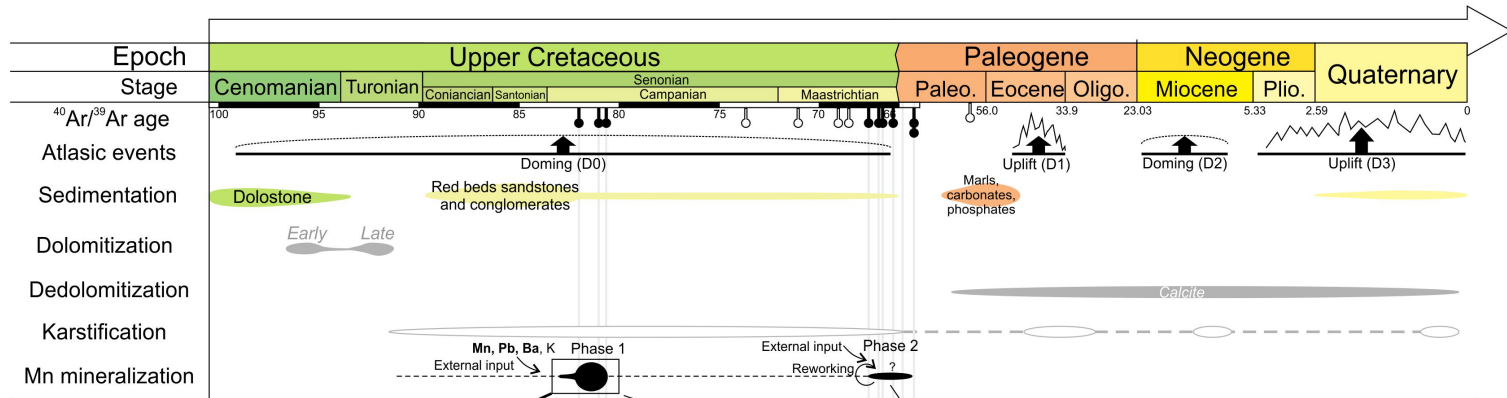 Epoch Upper Cretaceous Paleogene Neogene Quaternary
Stage Cenomanian Turonian Senonian Paleo. Eocene Oligo. Miocene Plio.
Coniancian Santonian Campanian Maastrichtian
40Ar/39Ar age 100 95 90 85 80 75 70 66 56.0 33.9 23.03 5.33 2.59 0
Atlasic events
Doming (D0) Uplift (D1) Doming (D2) Uplift (D3)
Sedimentation Dolostone
Red beds sandstones
and conglomerates
Marls,
carbonates,
phosphates
Early Late
Dolomitization
Dedolomitization Calcite
Karstification
Mn, Pb, Ba, K Phase 1 External input Phase 2
External input Reworking ?
Mn mineralization